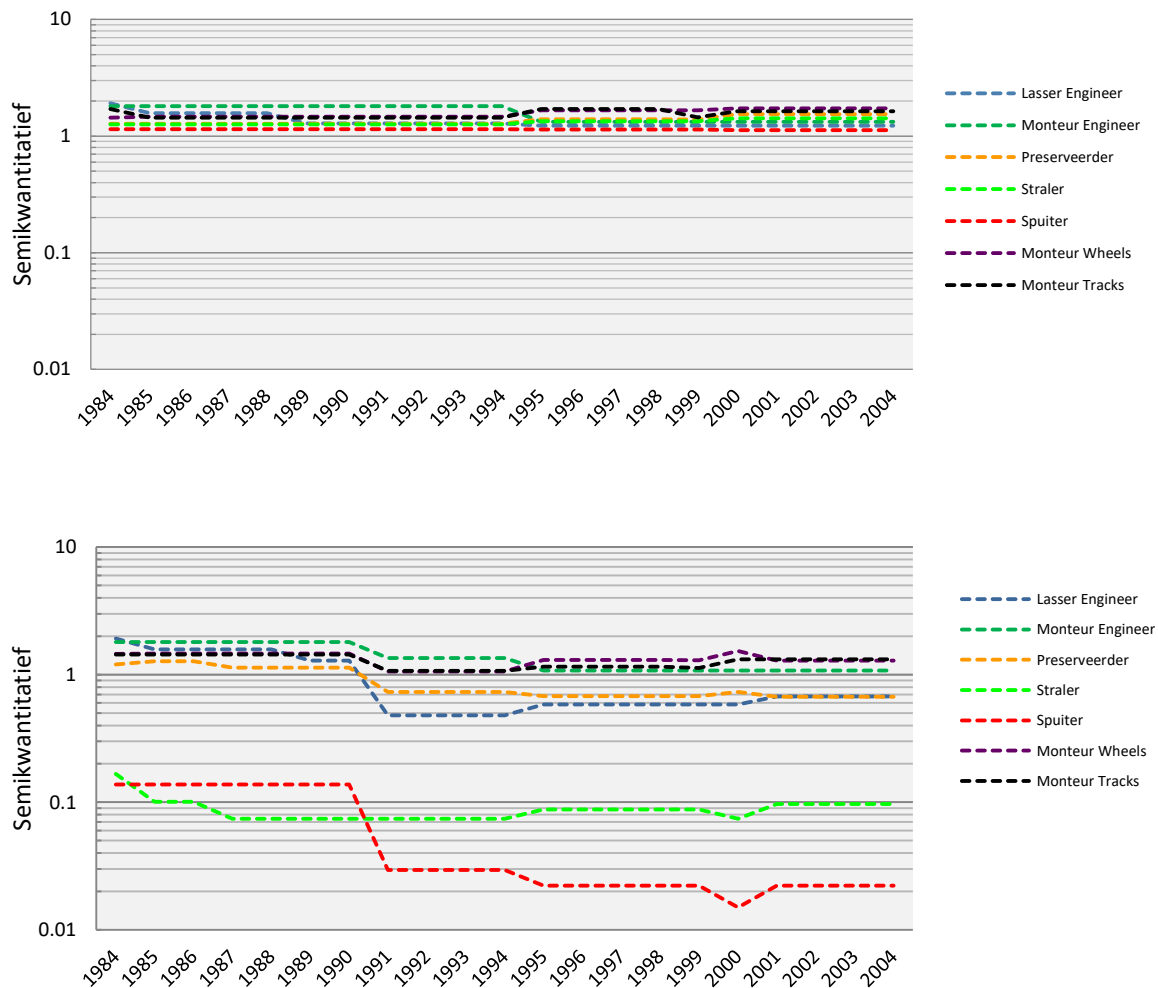 10
1
0.1
0.01
Semikwantitatief
1984 1985 1986 1987 1988 1989 1990 1991 1992 1993 1994 1995 1996 1997 1998 1999 2000 2001 2002 2003 2004
Lasser Engineer
Monteur Engineer
Preserveerder
Straler
Spuiter
Monteur Wheels
Monteur Tracks
10
1
0.1
0.01
Semikwantitatief
1984 1985 1986 1987 1988 1989 1990 1991 1992 1993 1994 1995 1996 1997 1998 1999 2000 2001 2002 2003 2004
Lasser Engineer
Monteur Engineer
Preserveerder
Straler
Spuiter
Monteur Wheels
Monteur Tracks